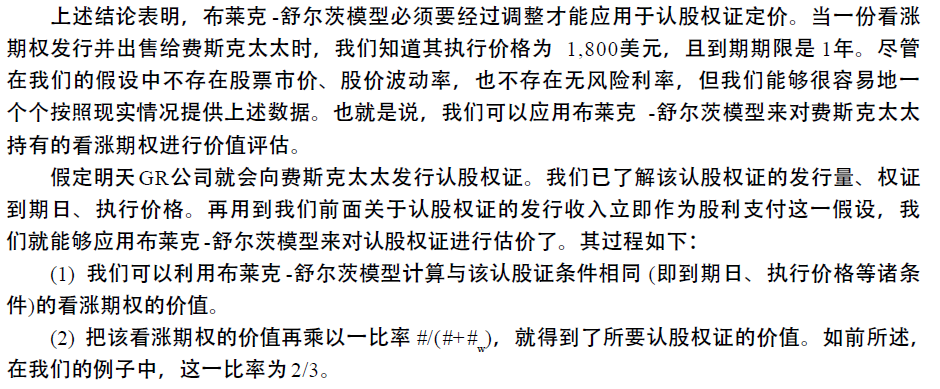 上述结论表明，布莱克-舒尔茨模型必须要经过调整才能应用于认股权证定价。当一份看涨
期权发行并出售给费斯克太太时，我们知道其执行价格为 1,800美元，且到期期限是1年。尽管
在我们的假设中不存在股票市价、股价波动率，也不存在无风险利率，但我们能够很容易地一
个个按照现实情况提供上述数据。也就是说，我们可以应用布莱克 -舒尔茨模型来对费斯克太太
持有的看涨期权进行价值评估。
假定明天GR公司就会向费斯克太太发行认股权证。我们已了解该认股权证的发行量、权证
到期日、执行价格。再用到我们前面关于认股权证的发行收入立即作为股利支付这一假设，我
们就能够应用布莱克-舒尔茨模型来对认股权证进行估价了。其过程如下：
(1) 我们可以利用布莱克-舒尔茨模型计算与该认股证条件相同 (即到期日、执行价格等诸条
件)的看涨期权的价值。
(2) 把该看涨期权的价值再乘以一比率 #/(#+#w)，就得到了所要认股权证的价值。如前所述，
在我们的例子中，这一比率为2/3。